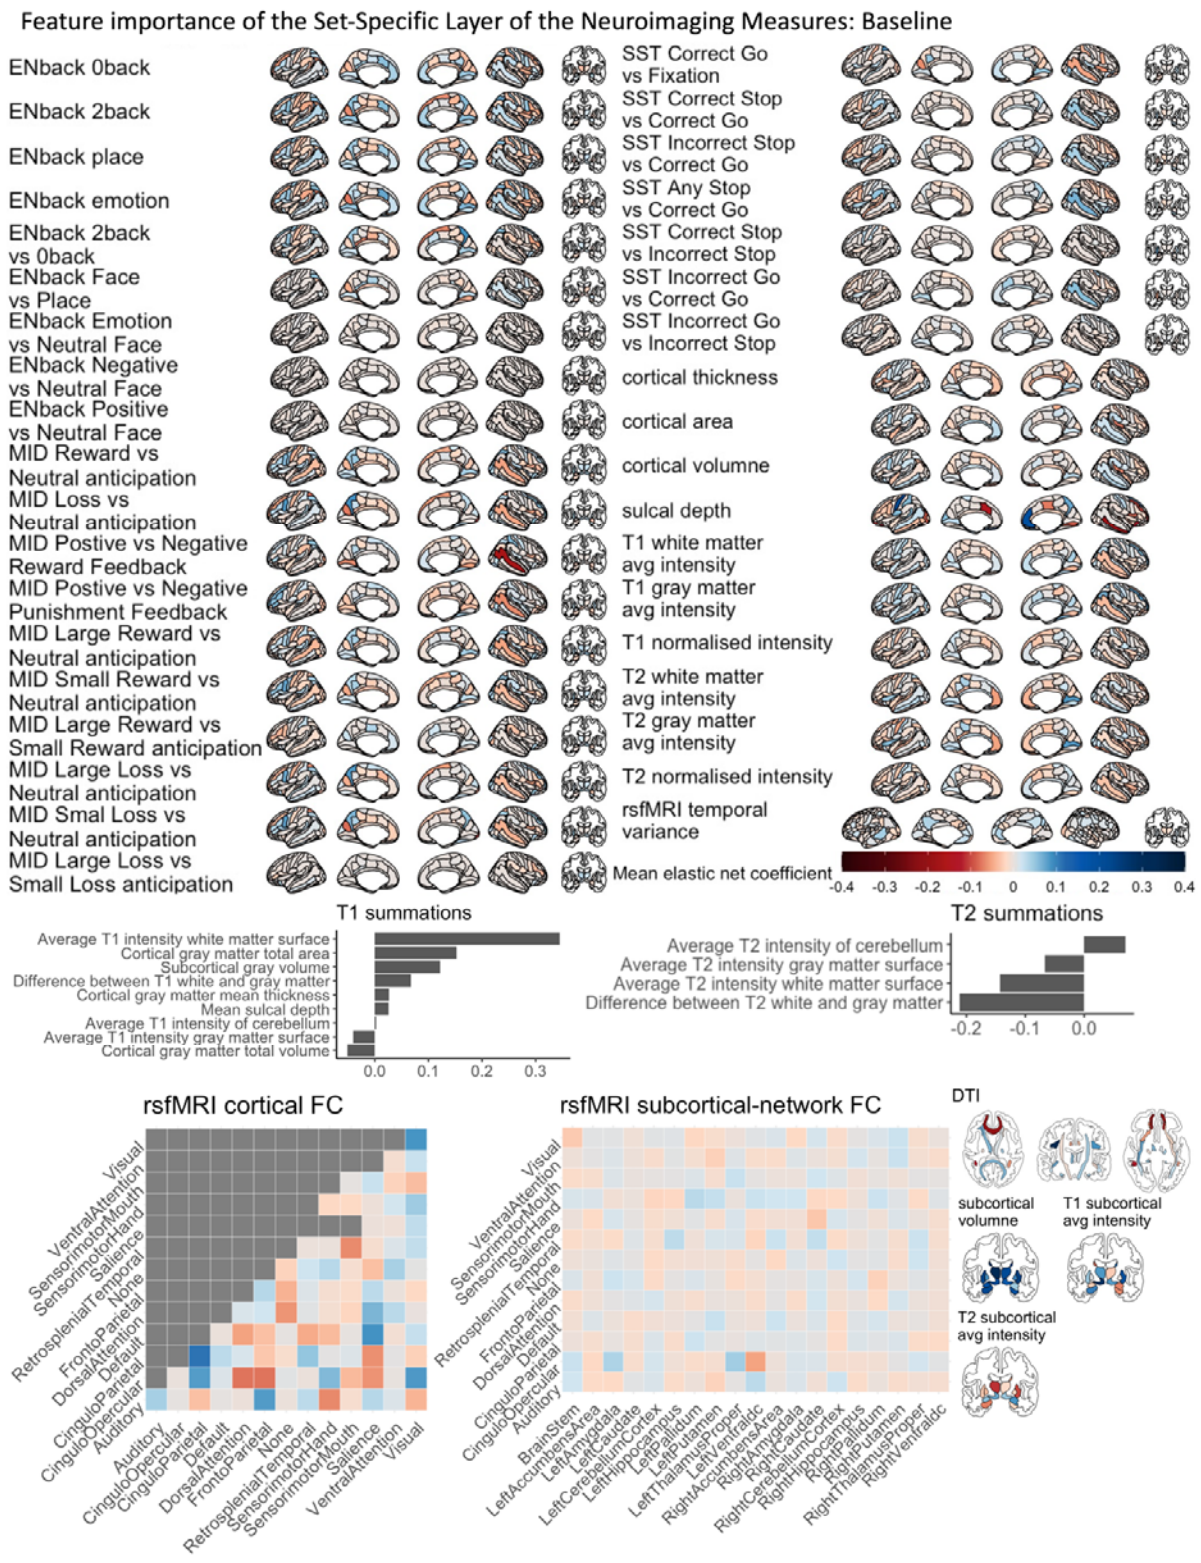 Feature importance of the Set-Specific Layer of the Neuroimaging Measures: Baseline
ENback 0back
ENback 2back
ENback place
ENback emotion
ENback 2back
vs 0back
ENback Face
vs Place
ENback Emotion
vs Neutral Face
ENback Negative
vs Neutral Face
ENback Positive
vs Neutral Face
MID Reward vs
Neutral anticipation
MID Loss vs
Neutral anticipation
MID Postive vs Negative
Reward Feedback
MID Postive vs Negative
Punishment Feedback
MID Large Reward vs
Neutral anticipation
MID Small Reward vs
Neutral anticipation
MID Large Reward vs
Small Reward anticipation
MID Large Loss vs
Neutral anticipation
MID Smal Loss vs
Neutral anticipation
MID Large Loss vs
Small Loss anticipation
SST Correct Go
vs Fixation
SST Correct Stop
vs Correct Go
SST Incorrect Stop
vs Correct Go
SST Any Stop
vs Correct Go
SST Correct Stop
vs Incorrect Stop
SST Incorrect Go
vs Correct Go
SST Incorrect Go
vs Incorrect Stop
cortical thickness
cortical area
cortical volumne
sulcal depth
T1 white matter
avg intensity
T1 gray matter
avg intensity
T1 normalised intensity
T2 white matter
avg intensity
T2 gray matter
avg intensity
T2 normalised intensity
rsfMRI temporal
variance
Mean elastic net coefficient
-0.4 -0.3 -0.2 -0.1 0 0.1 0.2 0.3 0.4
T1 summations
Average T1 intensity white matter surface
Cortical gray matter total area
Subcortical gray volume
Difference between T1 white and gray matter
Cortical gray matter mean thickness
Mean sulcal depth
Average T1 intensity of cerebellum
Average T1 intensity gray matter surface
Cortical gray matter total volume
0.0 0.1 0.2 0.3
T2 summations
Average T2 intensity of cerebellum
Average T2 intensity gray matter surface
Average T2 intensity white matter surface
Difference between T2 white and gray matter
-0.2 -0.1 0.0
rsfMRI cortical FC
Visual
VentralAttention
SensorimotorMouth
SensorimotorHand
Salience
RetrosplenialTemporal
None
FrontoParietal
DorsalAttention
Default
CinguloParietal
CinguloOpercular
Auditory
Auditory
CinguloOpercular
CinguloParietal
Default
DorsalAttention
FrontoParietal
None
RetrosplenialTemporal
SensorimotorHand
SensorimotorMouth
Salience
VentralAttention
Visual
rsfMRI subcortical-network FC
Visual
VentralAttention
SensorimotorMouth
SensorimotorHand
Salience
RetrosplenialTemporal
None
FrontoParietal
DorsalAttention
Default
CinguloParietal
CinguloOpercular
Auditory
BrainStem
LeftAccumbensArea
LeftAmygdala
LeftCaudate
LeftCerebellumCortex
LeftHippocampus
LeftPallidum
LeftPutamen
LeftThalamusProper
LeftVentraldc
RightAccumbensArea
RightAmygdala
RightCaudate
RightCerebellumCortex
RightHippocampus
RightPallidum
RightPutamen
RightThalamusProper
RightVentraldc
DTI
subcortical
volumne
T1 subcortical
avg intensity
T2 subcortical
avg intensity